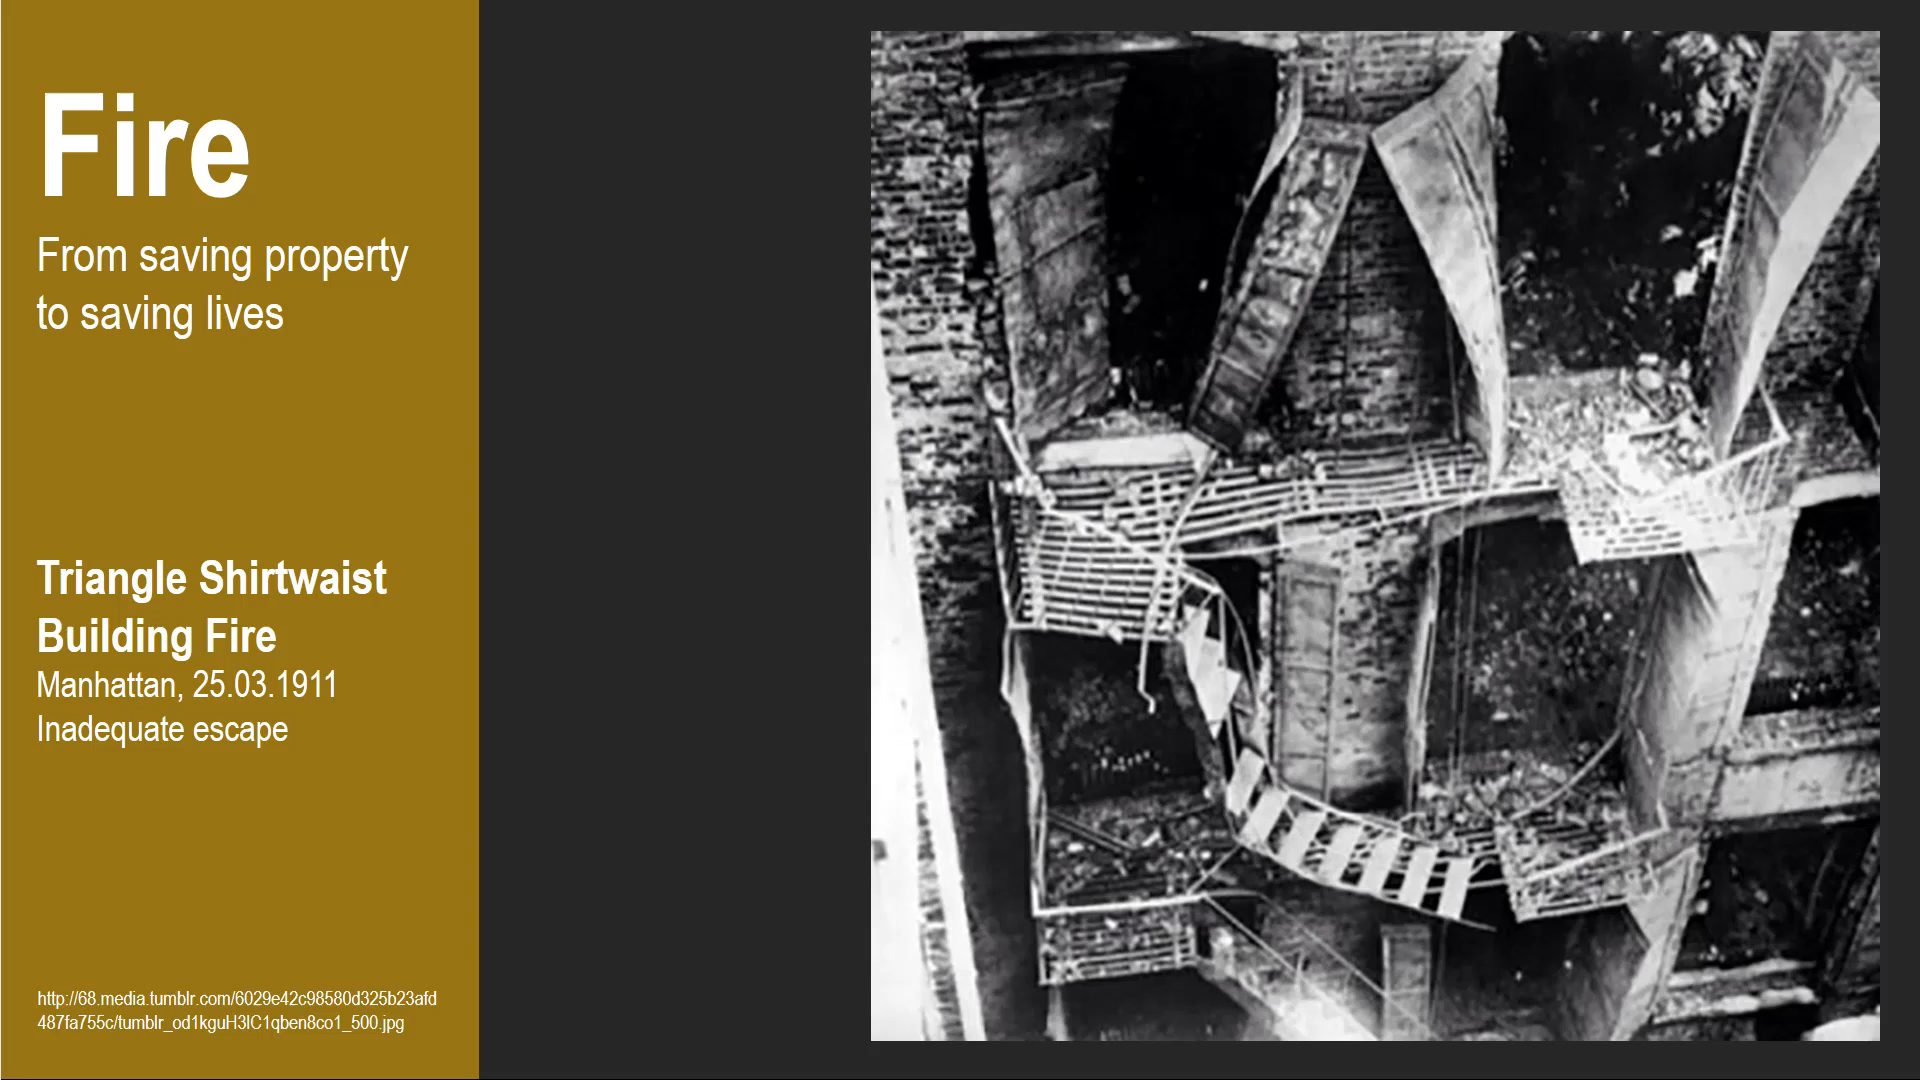 Fire
From saving property
to saving lives
Triangle Shirtwaist
Building Fire
Manhattan, 25.03.1911
Inadequate escape
http://68.media.tumblr.com/6029e42c98580d325b23afd
487fa755c/tumblr_od1kguH3lC1qben8co1_500.jpg